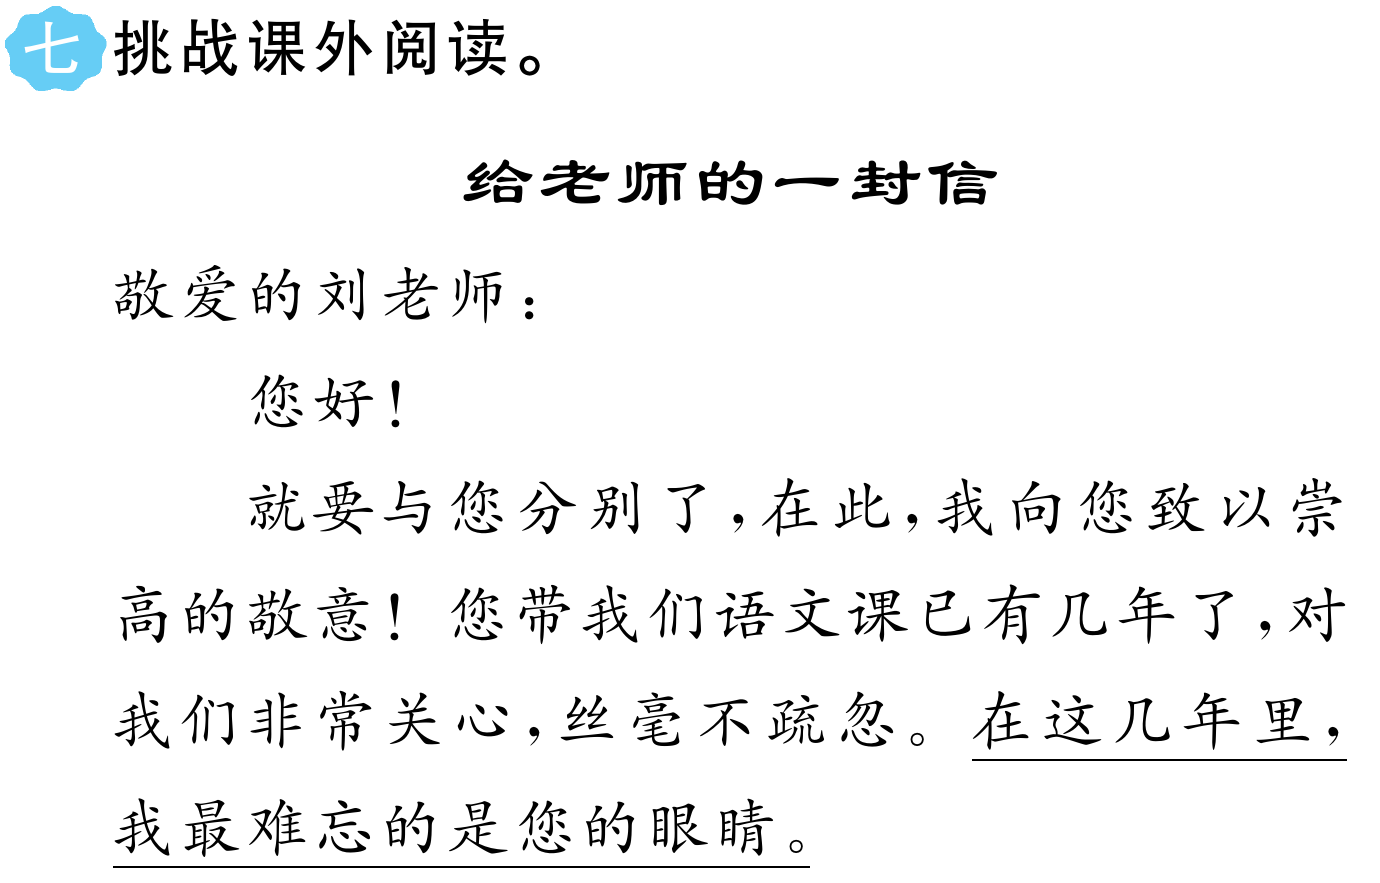 七 挑战课外阅读。
给老师的一封信
敬爱的刘老师：
您好！
就要与您分别了，在此，我向您致以崇
高的敬意！您带我们语文课已有几年了，对
我们非常关心，丝毫不疏忽。在这几年里，
我最难忘的是您的眼睛。